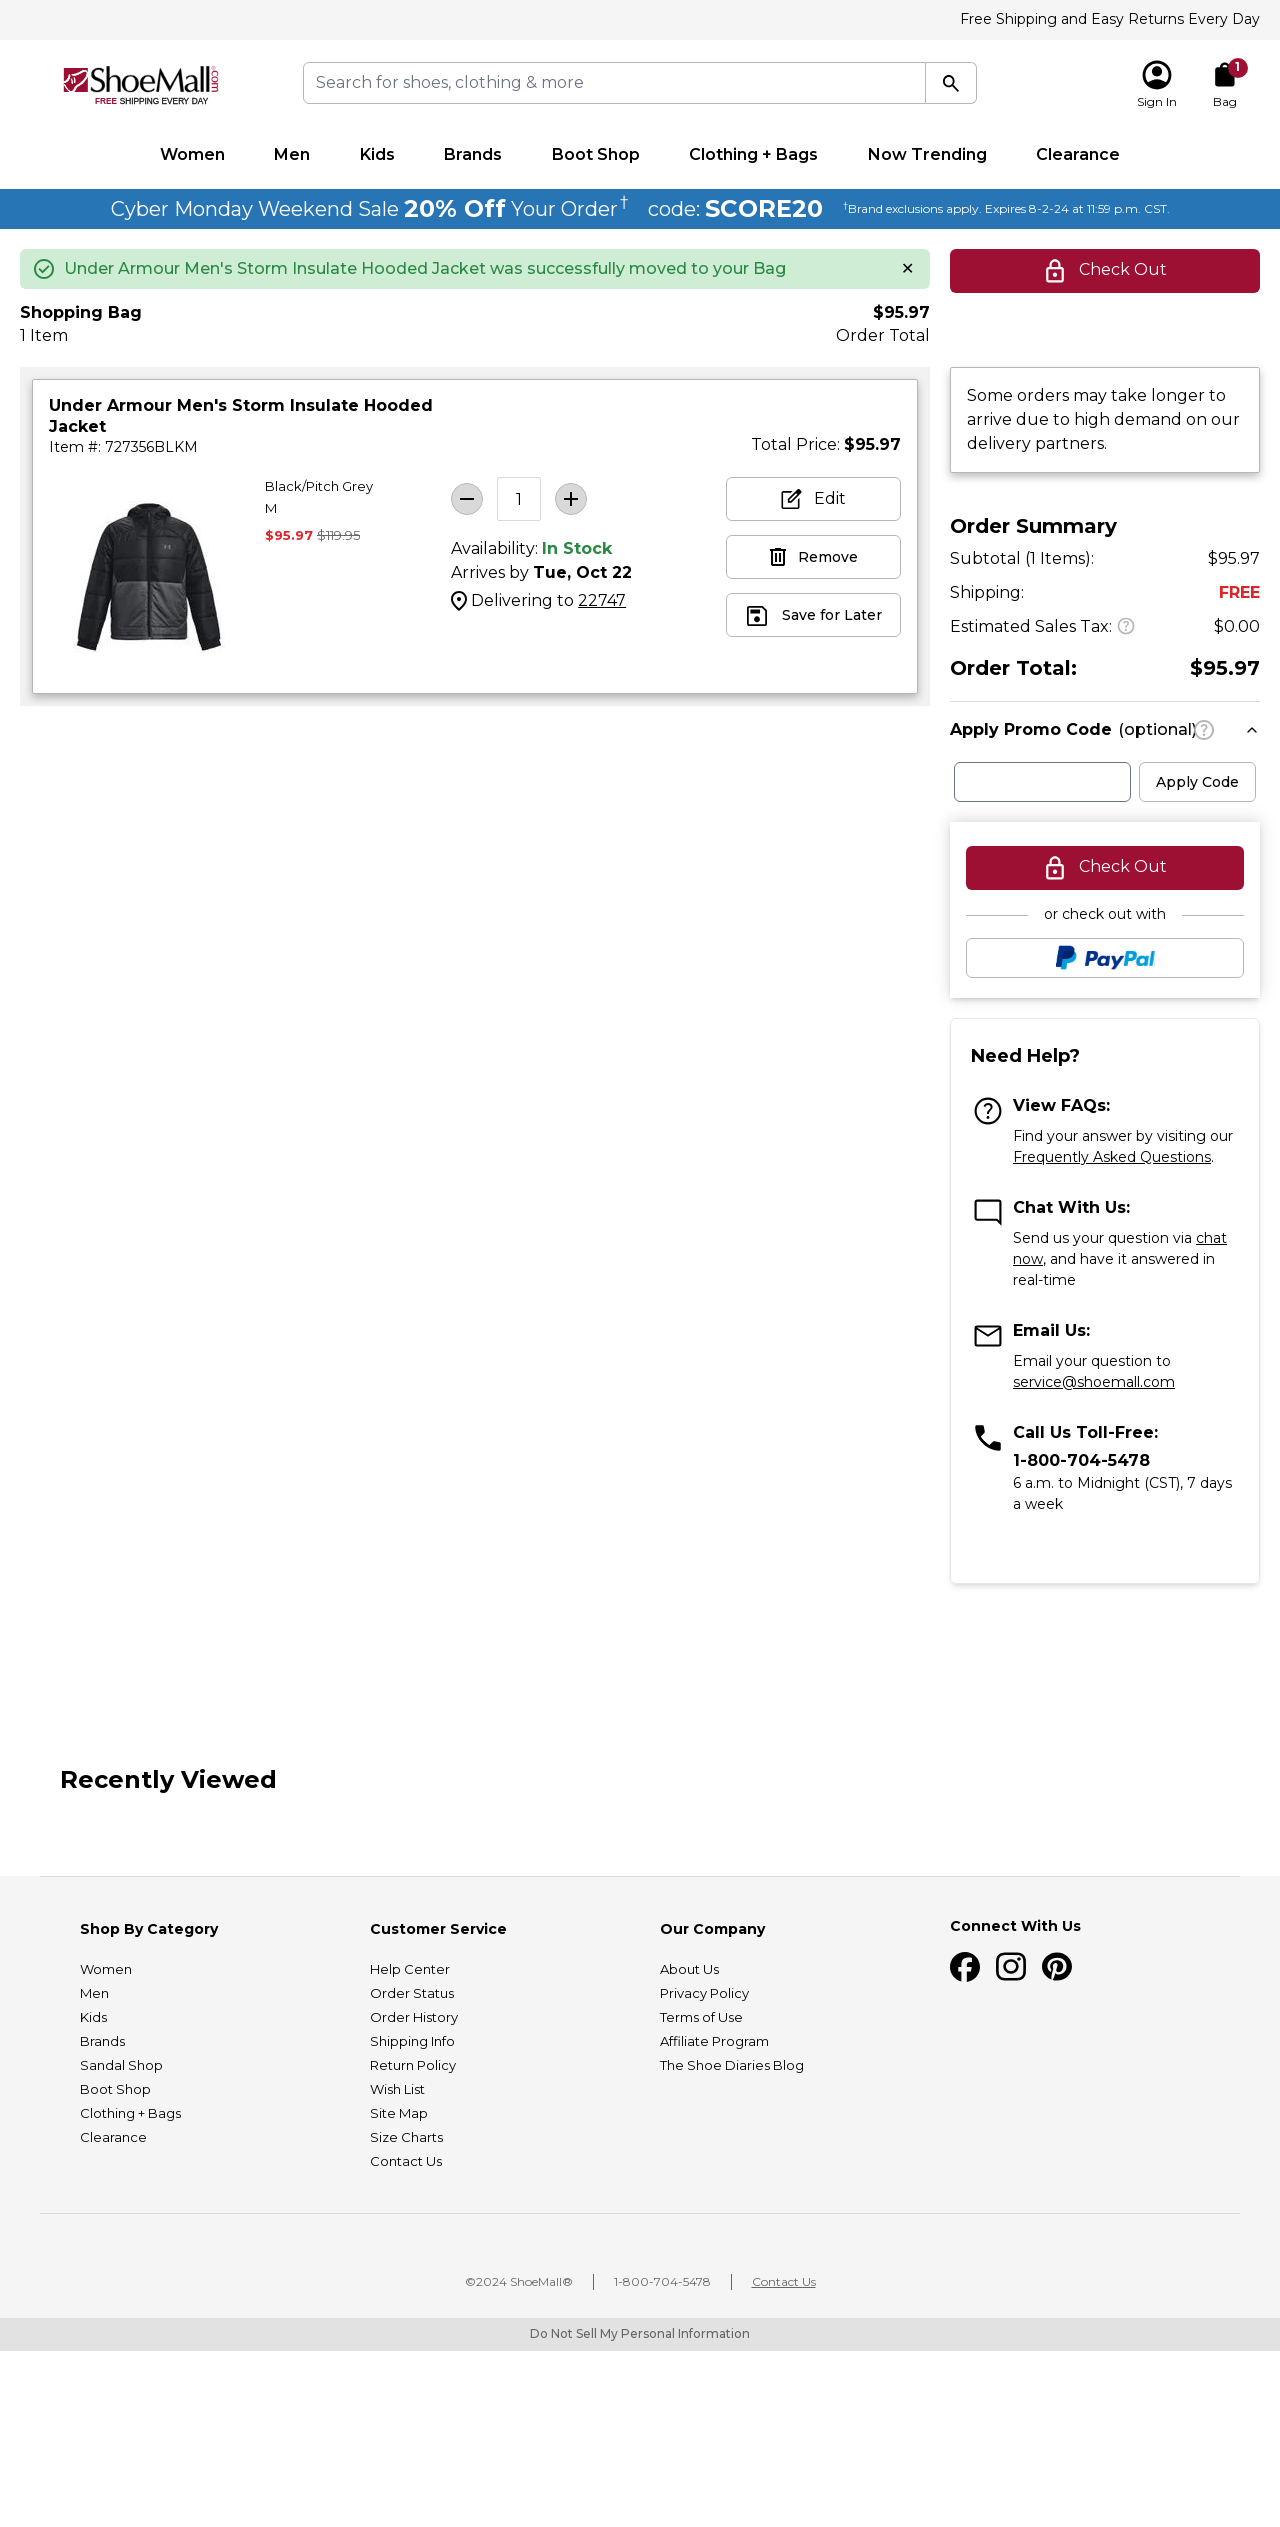 Free Shipping and Easy Returns Every Day
ShoeMall.com
FREE SHIPPING EVERY DAY
Search for shoes, clothing & more
Sign In
1
Bag
Women Men Kids Brands Boot Shop Clothing + Bags Now Trending Clearance
Cyber Monday Weekend Sale 20% Off Your Order† code: SCORE20 †Brand exclusions apply. Expires 8-2-24 at 11:59 p.m. CST.
Under Armour Men's Storm Insulate Hooded Jacket was successfully moved to your Bag
Check Out
Shopping Bag $95.97
1 Item Order Total
Under Armour Men's Storm Insulate Hooded
Jacket
Item #: 727356BLKM
Total Price: $95.97
Black/Pitch Grey
M
$95.97 $119.95
1
Availability: In Stock
Arrives by Tue, Oct 22
Delivering to 22747
Edit
Remove
Save for Later
Some orders may take longer to
arrive due to high demand on our
delivery partners.
Order Summary
Subtotal (1 Items): $95.97
Shipping: FREE
Estimated Sales Tax: $0.00
Order Total: $95.97
Apply Promo Code (optional)
Apply Code
Check Out
or check out with
PayPal
Need Help?
View FAQs:
Find your answer by visiting our
Frequently Asked Questions.
Chat With Us:
Send us your question via chat
now, and have it answered in
real-time
Email Us:
Email your question to
service@shoemall.com
Call Us Toll-Free:
1-800-704-5478
6 a.m. to Midnight (CST), 7 days
a week
Recently Viewed
Shop By Category
Women
Men
Kids
Brands
Sandal Shop
Boot Shop
Clothing + Bags
Clearance
Customer Service
Help Center
Order Status
Order History
Shipping Info
Return Policy
Wish List
Site Map
Size Charts
Contact Us
Our Company
About Us
Privacy Policy
Terms of Use
Affiliate Program
The Shoe Diaries Blog
Connect With Us
©2024 ShoeMall® 1-800-704-5478 Contact Us
Do Not Sell My Personal Information